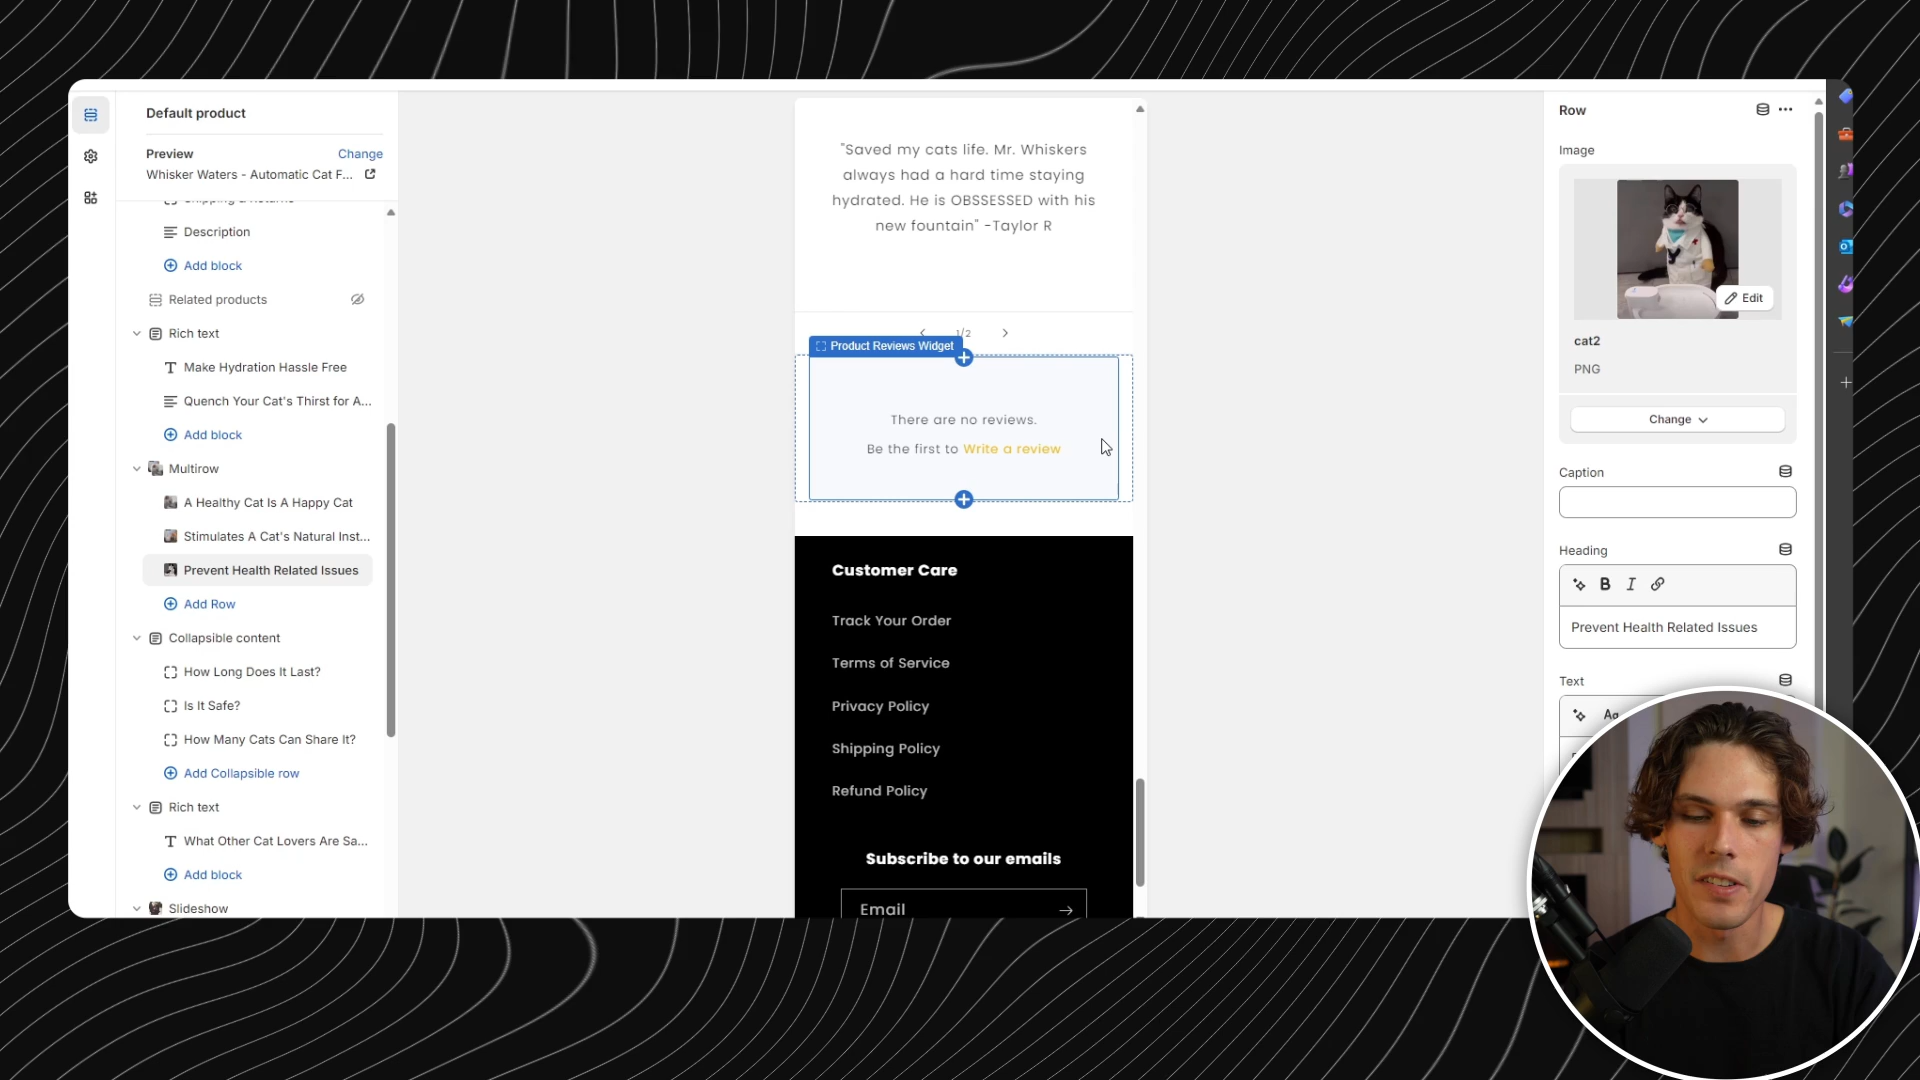 Default product
Preview
Change
Whisker Waters - Automatic Cat F...
Description
Add block
Related products
Rich text
Make Hydration Hassle Free
Quench Your Cat's Thirst for A...
Add block
Multirow
A Healthy Cat Is A Happy Cat
Stimulates A Cat's Natural Inst...
Prevent Health Related Issues
Add Row
Collapsible content
How Long Does It Last?
Is It Safe?
How Many Cats Can Share It?
Add Collapsible row
Rich text
What Other Cat Lovers Are Sa...
Add block
Slideshow
"Saved my cats life. Mr. Whiskers
always had a hard time staying
hydrated. He is OBSSESSED with his
new fountain" -Taylor R
1/2
Product Reviews Widget
There are no reviews.
Be the first to Write a review
Customer Care
Track Your Order
Terms of Service
Privacy Policy
Shipping Policy
Refund Policy
Subscribe to our emails
Email
Row
Image
Edit
cat2
PNG
Change
Caption
Heading
B I
Prevent Health Related Issues
Text
Aa